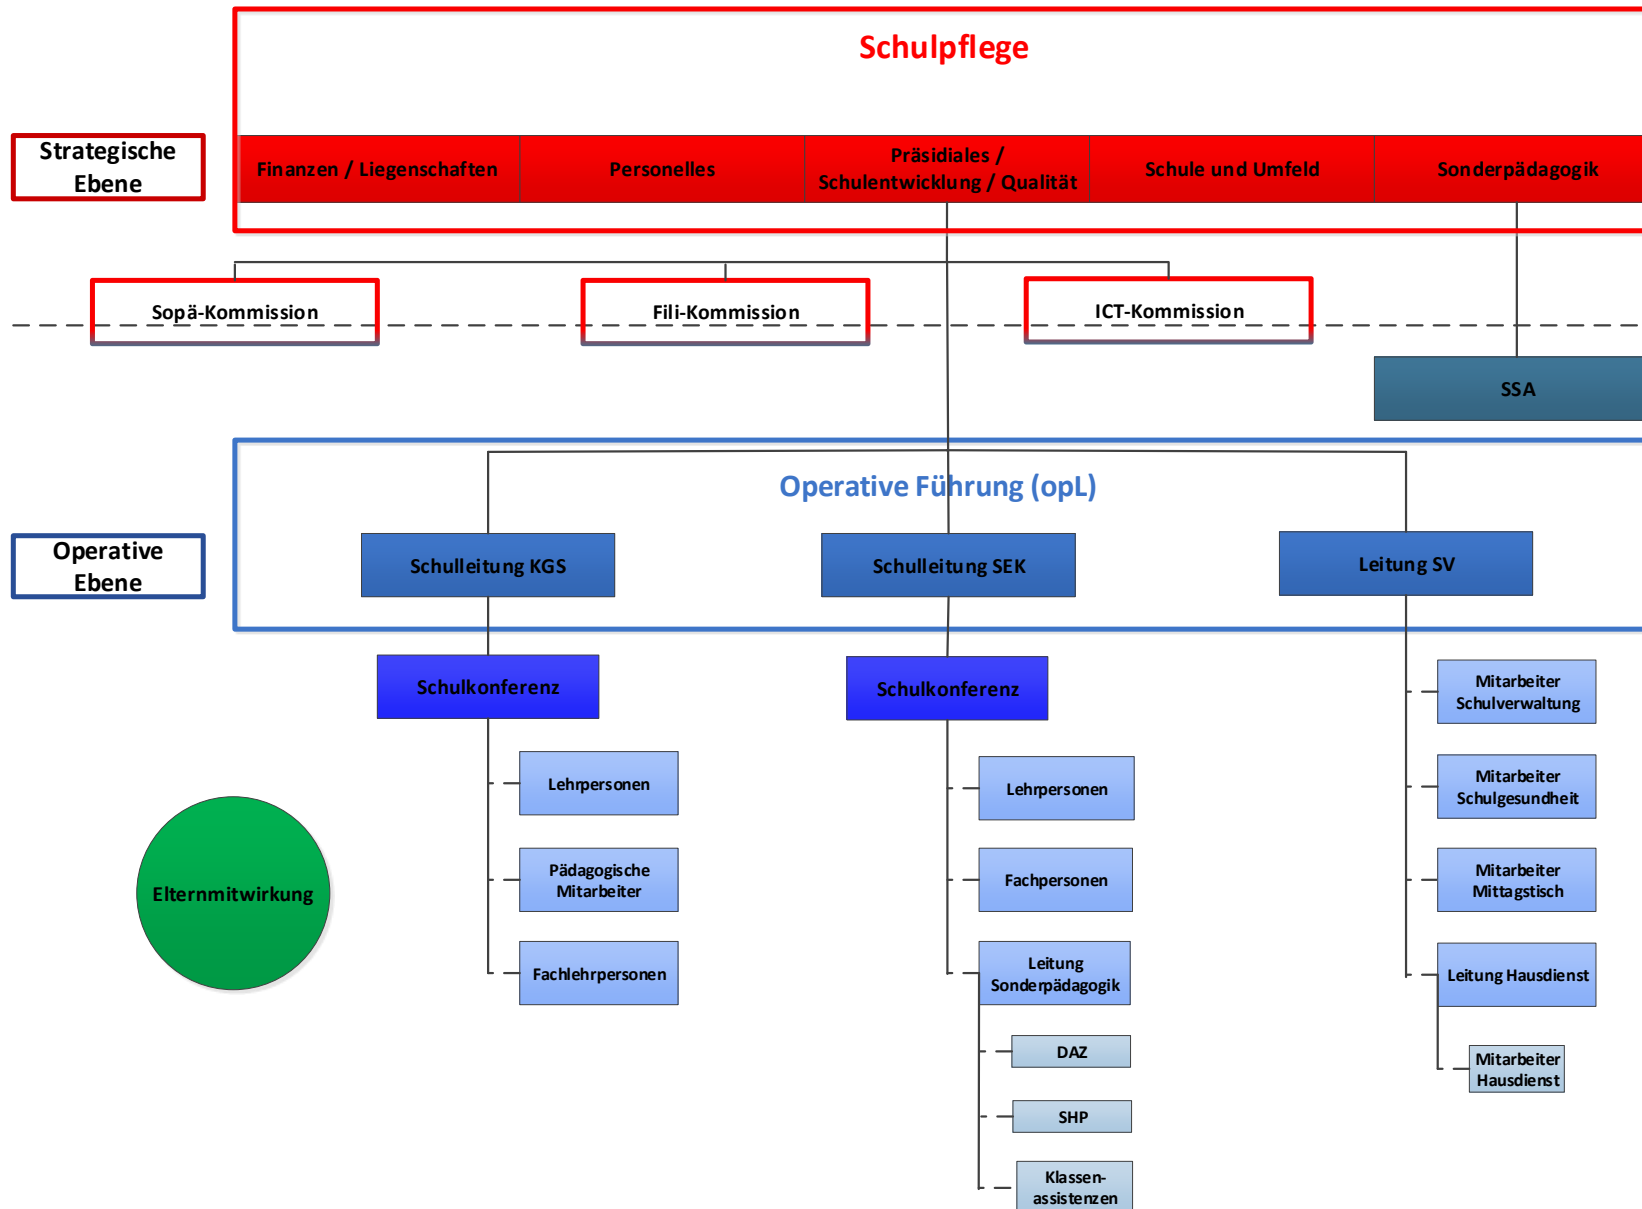 Schulpflege
Strategische
Ebene
Finanzen / Liegenschaften
Personelles
Präsidiales /
Schulentwicklung / Qualität
Schule und Umfeld
Sonderpädagogik
Sopä-Kommission
Fili-Kommission
ICT-Kommission
SSA
Operative Führung (opL)
Operative
Ebene
Schulleitung KGS
Schulleitung SEK
Leitung SV
Schulkonferenz
Schulkonferenz
Mitarbeiter
Schulverwaltung
Lehrpersonen
Lehrpersonen
Mitarbeiter
Schulgesundheit
Elternmitwirkung
Pädagogische
Mitarbeiter
Fachpersonen
Mitarbeiter
Mittagstisch
Fachlehrpersonen
Leitung
Sonderpädagogik
Leitung Hausdienst
DAZ
Mitarbeiter
Hausdienst
SHP
Klassen-
assistenzen